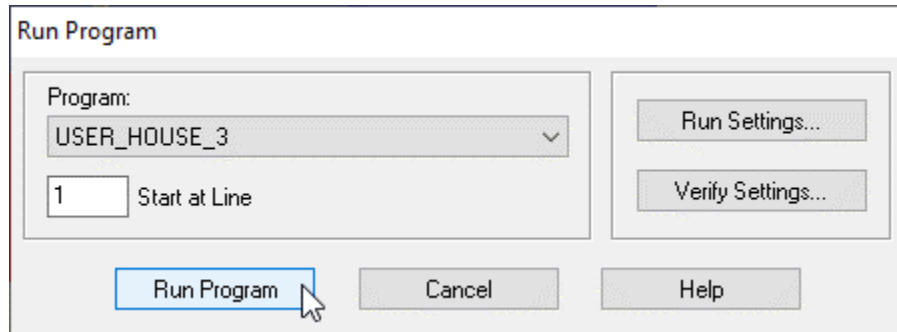 Run Program
Program:
USER_HOUSE_3
1 Start at Line
Run Settings...
Verify Settings...
Run Program Cancel Help